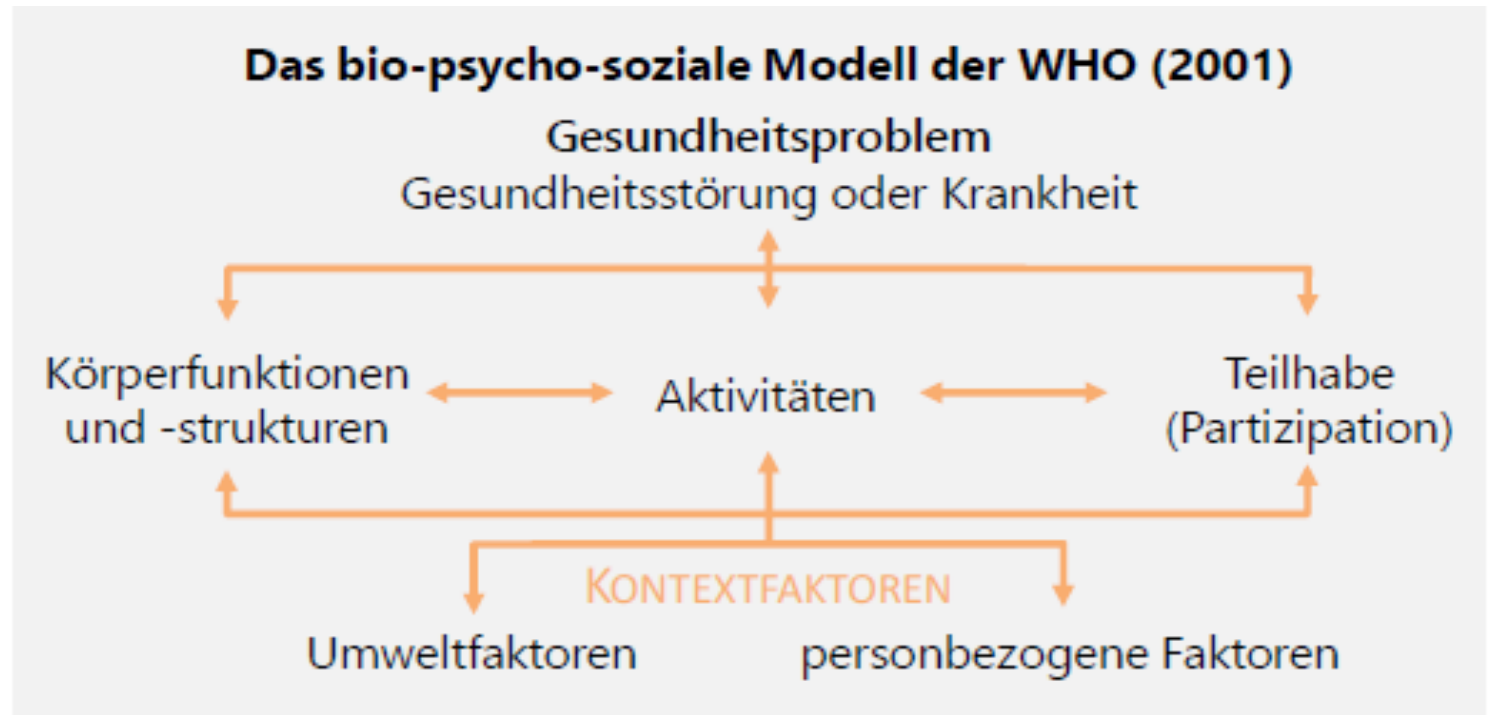 Das bio-psycho-soziale Modell der WHO (2001)
Gesundheitsproblem
Gesundheitsstörung oder Krankheit
Körperfunktionen
und -strukturen
Aktivitäten
Teilhabe
(Partizipation)
KONTEXTFAKTOREN
Umweltfaktoren
personbezogene Faktoren